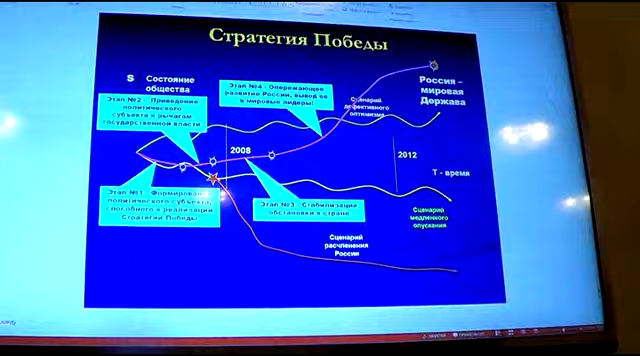 Стратегия Победы
S Состояние
общества
Этап №2 - Приведение
политического
субъекта к рычагам
государственной власти
Этап №4 - Опережающее
развитие России, вывод ее
в мировые лидеры!
Россия –
мировая
Держава
Сценарий
дефективного
оптимизма
2008
2012
T - время
Этап №1 - Формирование
политического субъекта,
способного к реализации
Стратегии Победы
Этап №3 - Стабилизация
обстановки в стране
Сценарий
медленного
опускания
Сценарий
расчленения
России